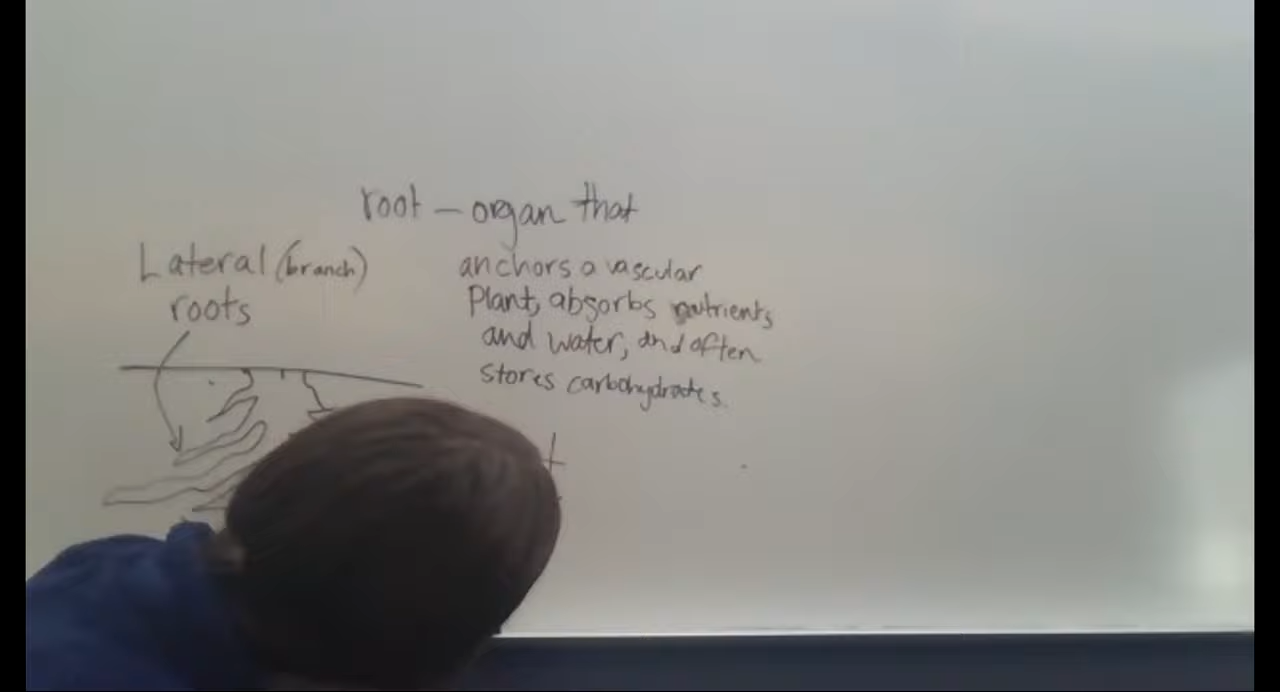 root – organ that
anchors a vascular
Plant, absorbs nutrients
and water, and often
stores carbohydrates.
Lateral (branch)
roots